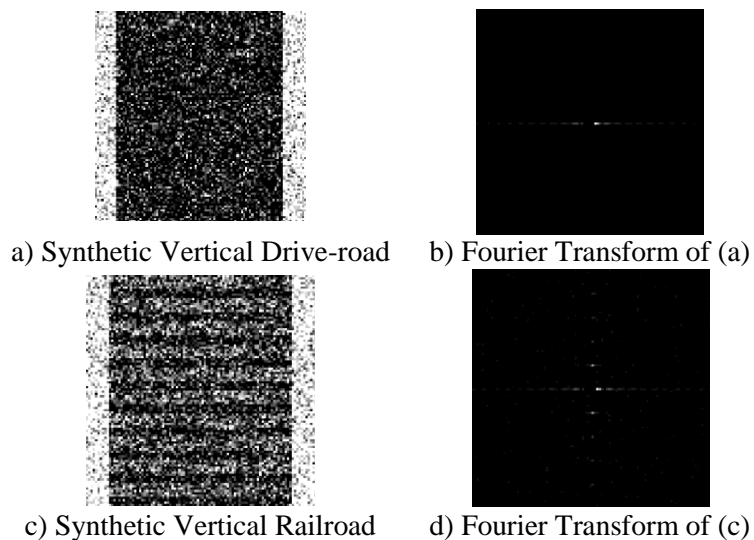 a) Synthetic Vertical Drive-road b) Fourier Transform of (a)
c) Synthetic Vertical Railroad d) Fourier Transform of (c)